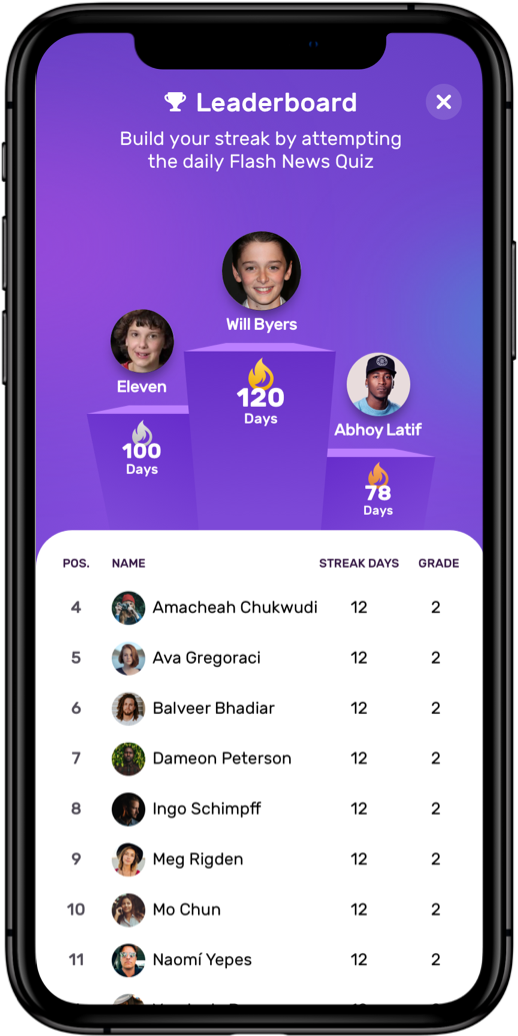 Leaderboard
Build your streak by attempting
the daily Flash News Quiz
Will Byers
120
Days
Eleven
100
Days
Abhoy Latif
78
Days
POS. NAME STREAK DAYS GRADE
4 Amacheah Chukwudi 12 2
5 Ava Gregoraci 12 2
6 Balveer Bhadiar 12 2
7 Dameon Peterson 12 2
8 Ingo Schimpff 12 2
9 Meg Rigden 12 2
10 Mo Chun 12 2
11 Naomí Yepes 12 2